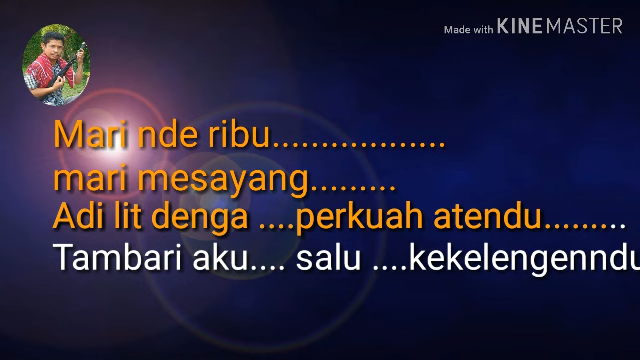 Made with KINEMASTER
Mari nde ribu..................
mari mesayang.........
Adi lit denga ....perkuah atendu.........
Tambari aku.... salu ....kekelengenndu